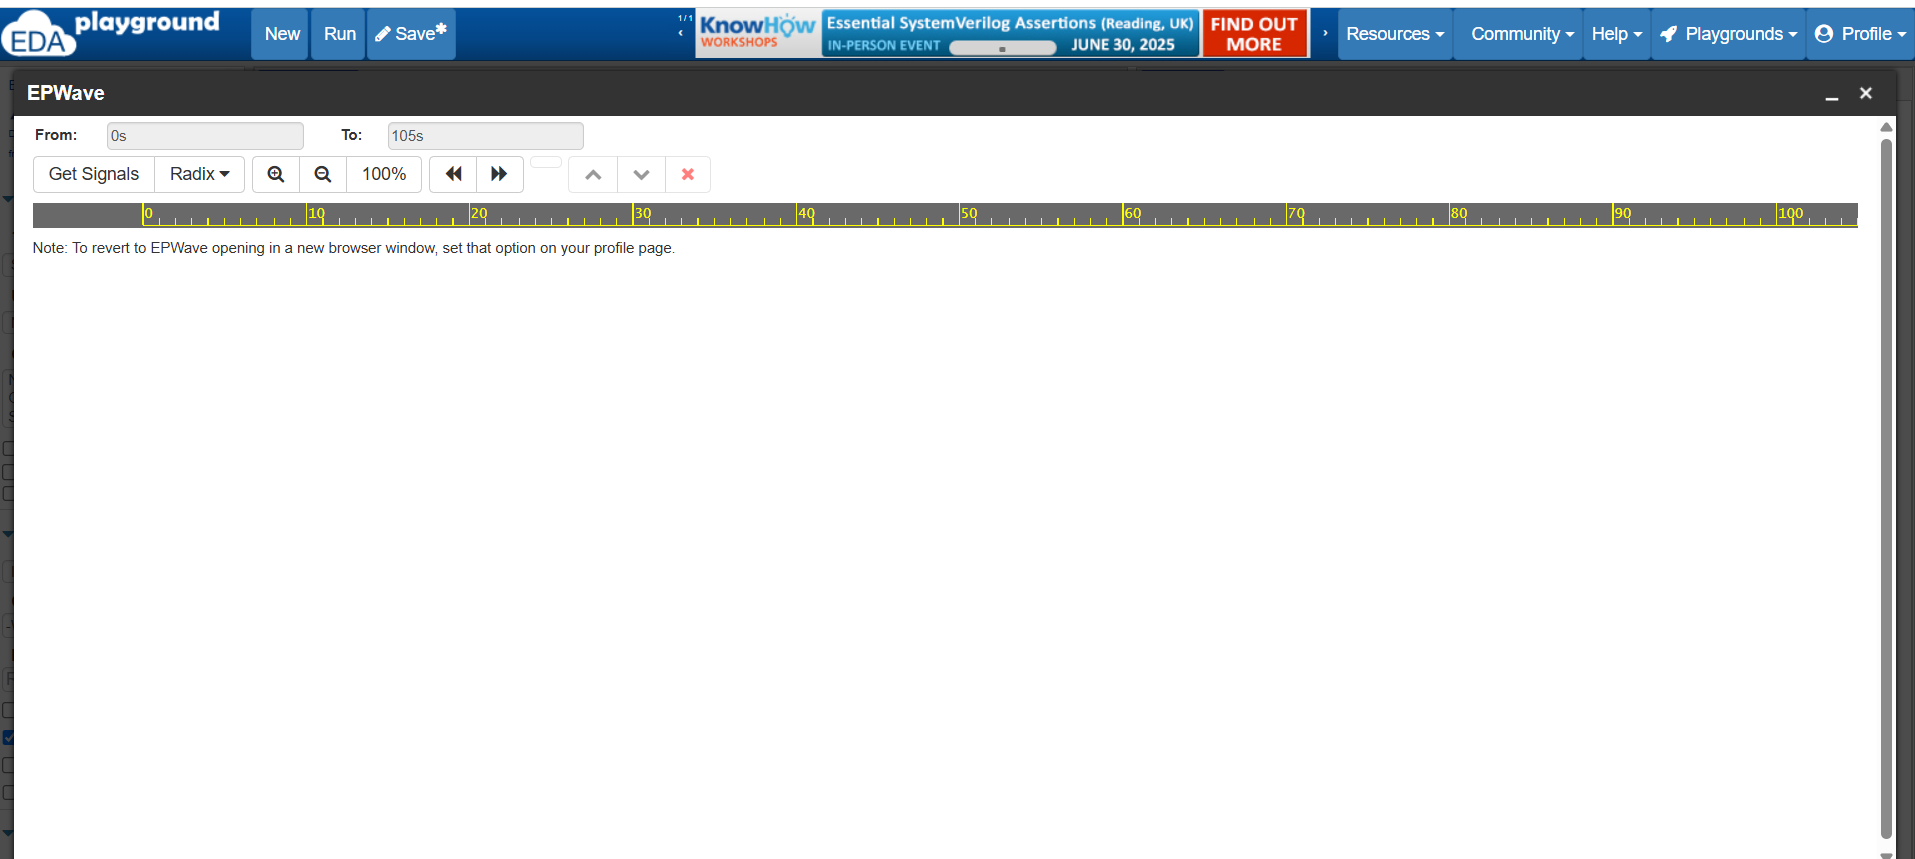 EDA playground
New
Run
Save*
1/1
KnowHow
WORKSHOPS
Essential SystemVerilog Assertions (Reading, UK)
IN-PERSON EVENT
JUNE 30, 2025
FIND OUT
MORE
Resources
Community
Help
Playgrounds
Profile
EPWave
From:
0s
To:
105s
Get Signals
Radix
100%
0
10
20
30
40
50
60
70
80
90
100
Note: To revert to EPWave opening in a new browser window, set that option on your profile page.